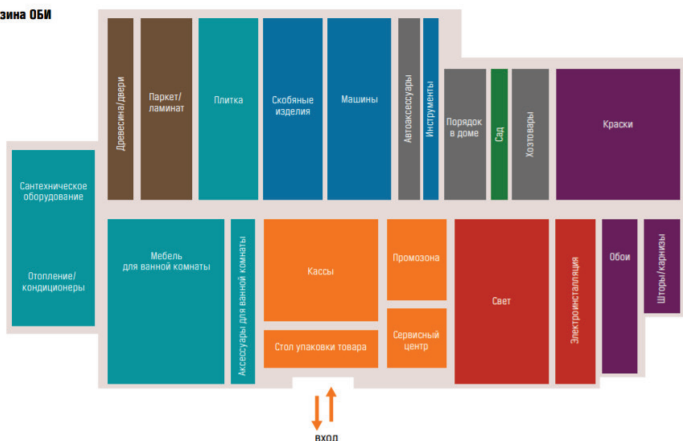 зина ОБИ
Древесина/двери
Паркет/
ламинат
Плитка
Скобяные
изделия
Машины
Автоаксессуары
Инструменты
Порядок
в доме
Сад
Хозтовары
Краски
Сантехническое
оборудование
Отопление/
кондиционеры
Мебель
для ванной комнаты
Аксессуары для ванной комнаты
Кассы
Стол упаковки товара
Промозона
Сервисный
центр
Свет
Электроинсталляция
Обои
Шторы/карнизы
вход